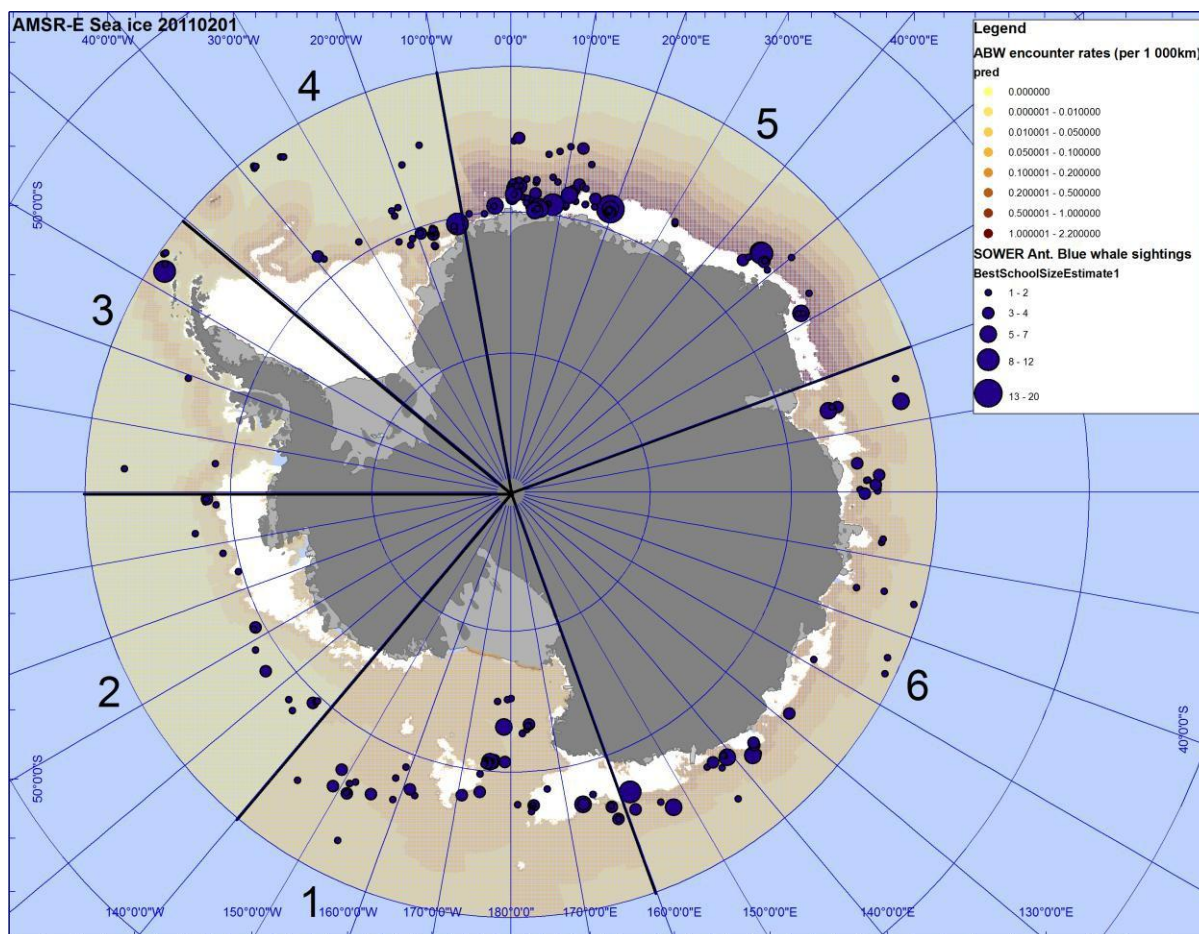 AMSR-E Sea ice 20110201
40°0'0"W
30°0'0"W
20°0'0"W
10°0'0"W
0°0'0"E
10°0'0"E
20°0'0"E
30°0'0"E
40°0'0"E
Legend
ABW encounter rates (per 1 000km)
pred
0.000000
0.000001 - 0.010000
0.010001 - 0.050000
0.050001 - 0.100000
0.100001 - 0.200000
0.200001 - 0.500000
0.500001 - 1.000000
1.000001 - 2.200000
SOWER Ant. Blue whale sightings
BestSchoolSizeEstimate1
1 - 2
3 - 4
5 - 7
8 - 12
13 - 20
4
5
50°0'0"S
3
2
6
40°0'0"S
50°0'0"S
1
140°0'0"W
150°0'0"W
160°0'0"W
170°0'0"W
180°0'0"
170°0'0"E
160°0'0"E
150°0'0"E
140°0'0"E
130°0'0"E